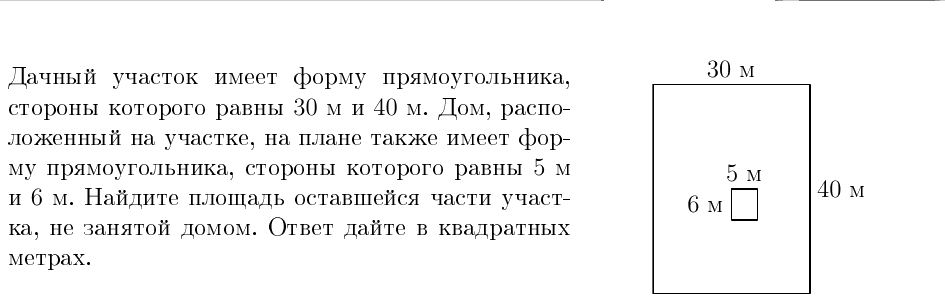 Дачный участок имеет форму прямоугольника,
стороны которого равны 30 м и 40 м. Дом, распо-
ложенный на участке, на плане также имеет фор-
му прямоугольника, стороны которого равны 5 м
и 6 м. Найдите площадь оставшейся части участ-
ка, не занятой домом. Ответ дайте в квадратных
метрах.
30 м
5 м
6 м
40 м